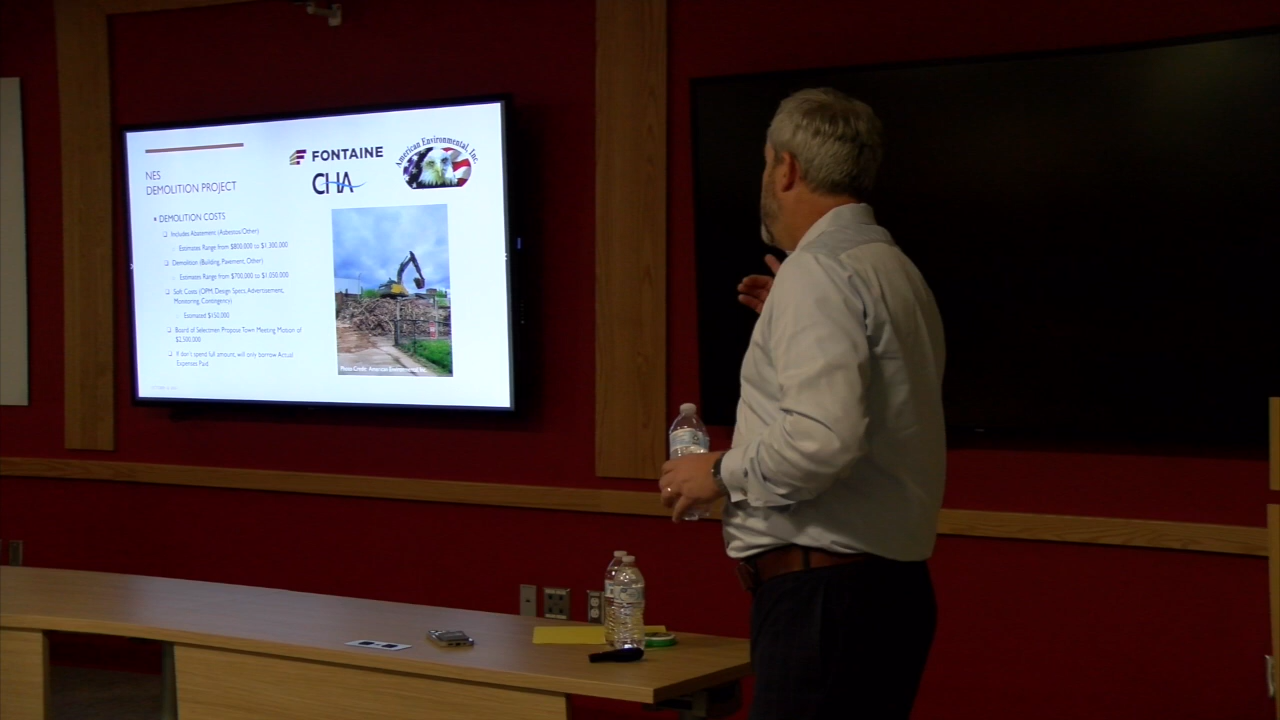 NES
DEMOLITION PROJECT
FONTAINE
CHA
American Environmental, Inc.
DEMOLITION COSTS
Includes Abatement (Asbestos/Other)
Estimates Range from $800,000 to $1,300,000
Demolition (Building, Pavement, Other)
Estimates Range from $700,000 to $1,050,000
Soft Costs (OPM, Design Specs, Advertisement,
Monitoring, Contingency)
Estimated $150,000
Board of Selectmen Propose Town Meeting Motion of
$2,500,000
If don't spend full amount, will only borrow Actual
Expenses Paid
Photo Credit: American Environmental, Inc.